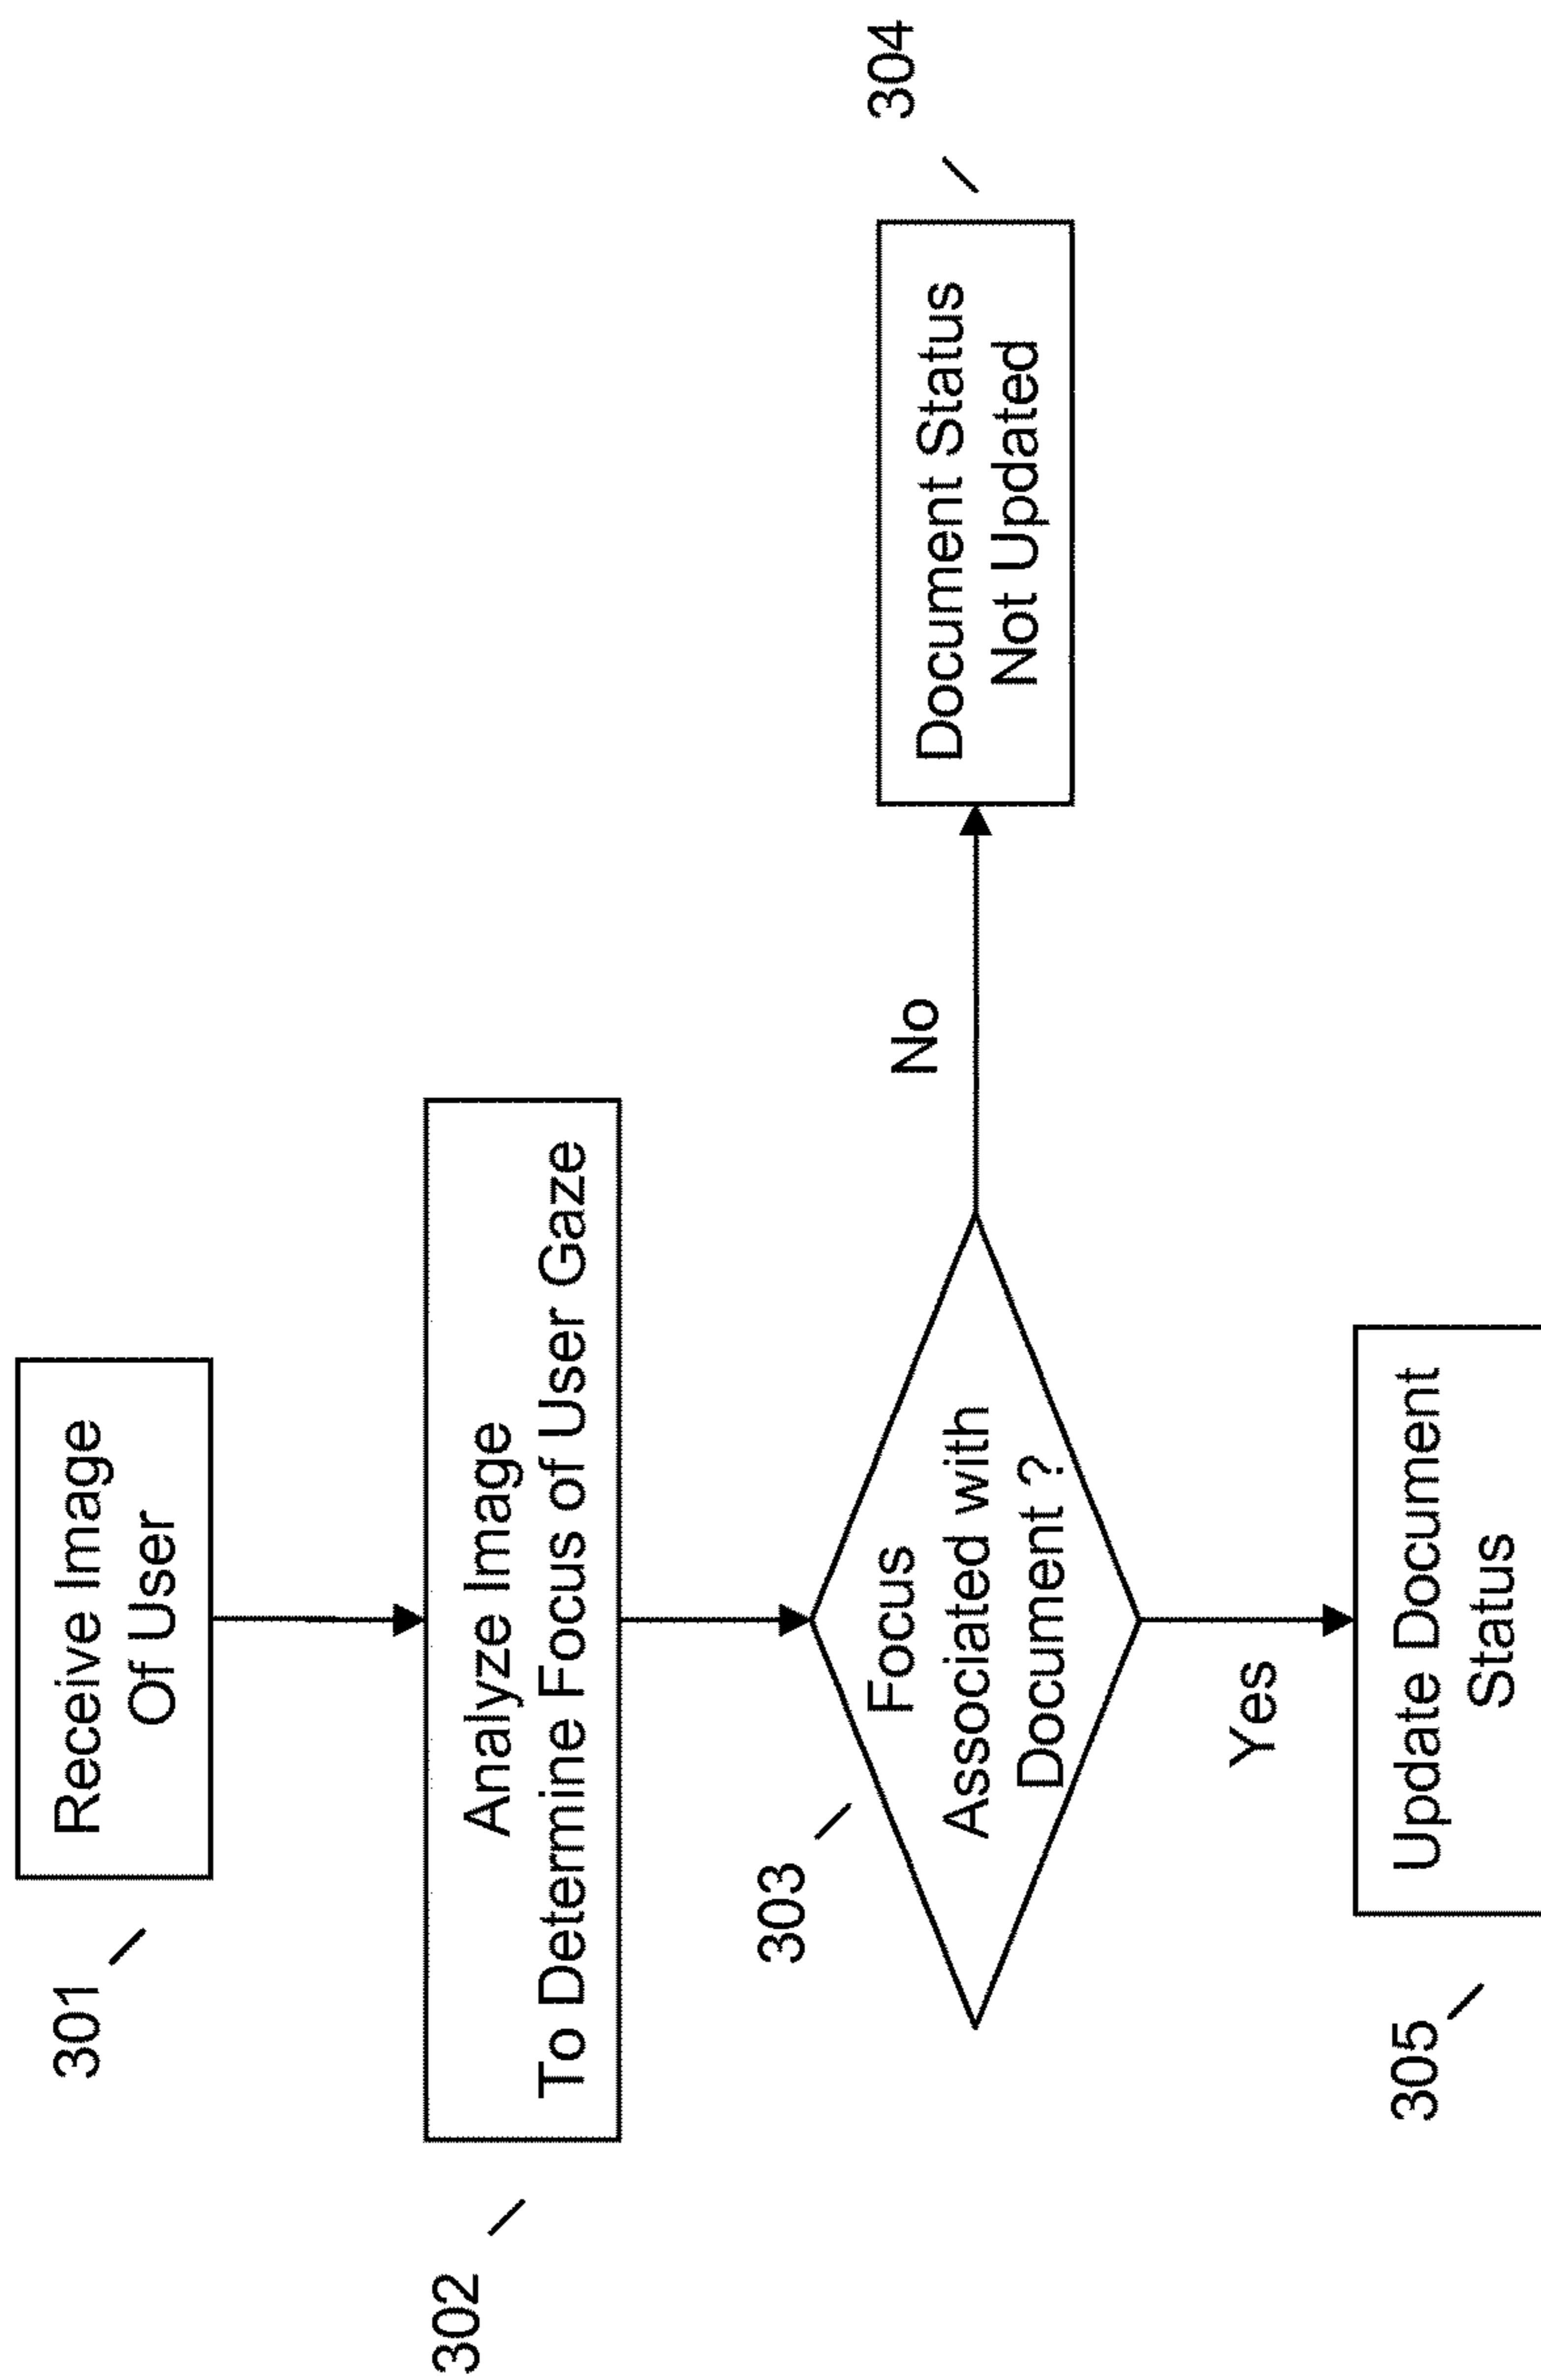 301
Receive Image
Of User
302
Analyze Image
To Determine Focus of User Gaze
303
Focus
Associated with
Document ?
No
304
Document Status
Not Updated
Yes
305
Update Document
Status